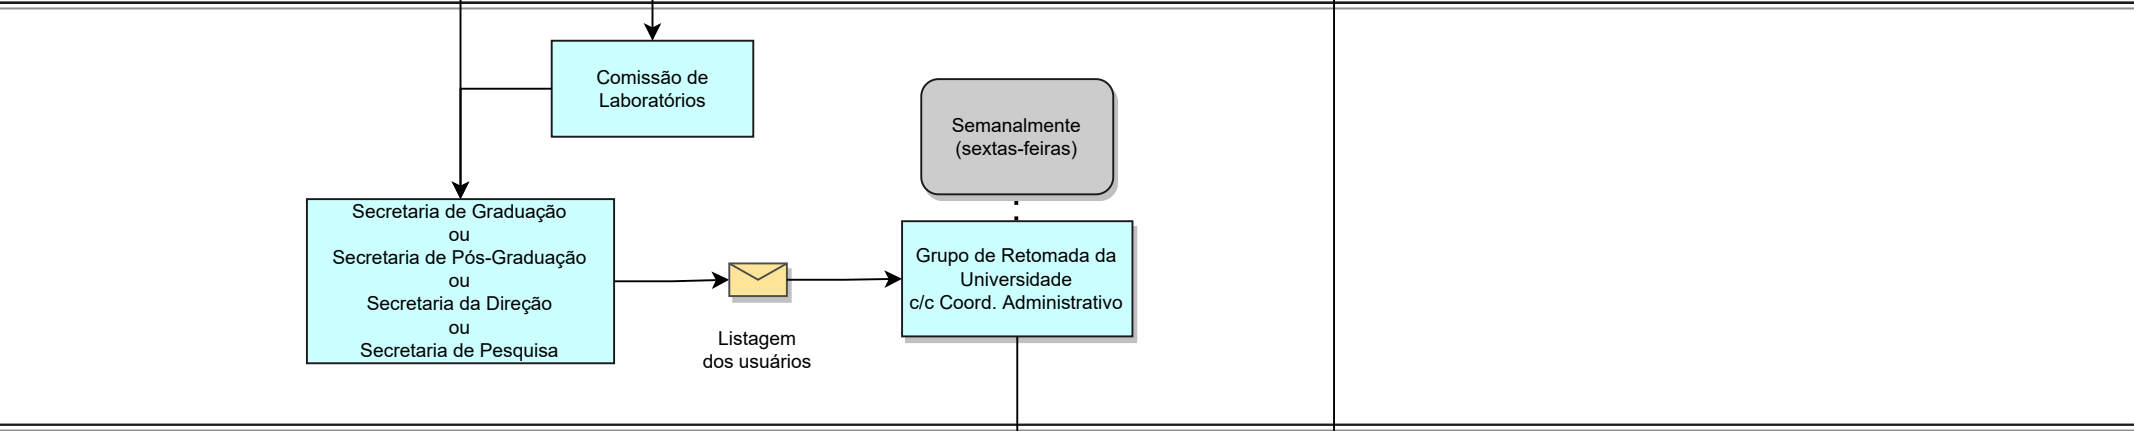 Comissão de
Laboratórios
Semanalmente
(sextas-feiras)
Secretaria de Graduação
ou
Secretaria de Pós-Graduação
ou
Secretaria da Direção
ou
Secretaria de Pesquisa
Listagem
dos usuários
Grupo de Retomada da
Universidade
c/c Coord. Administrativo